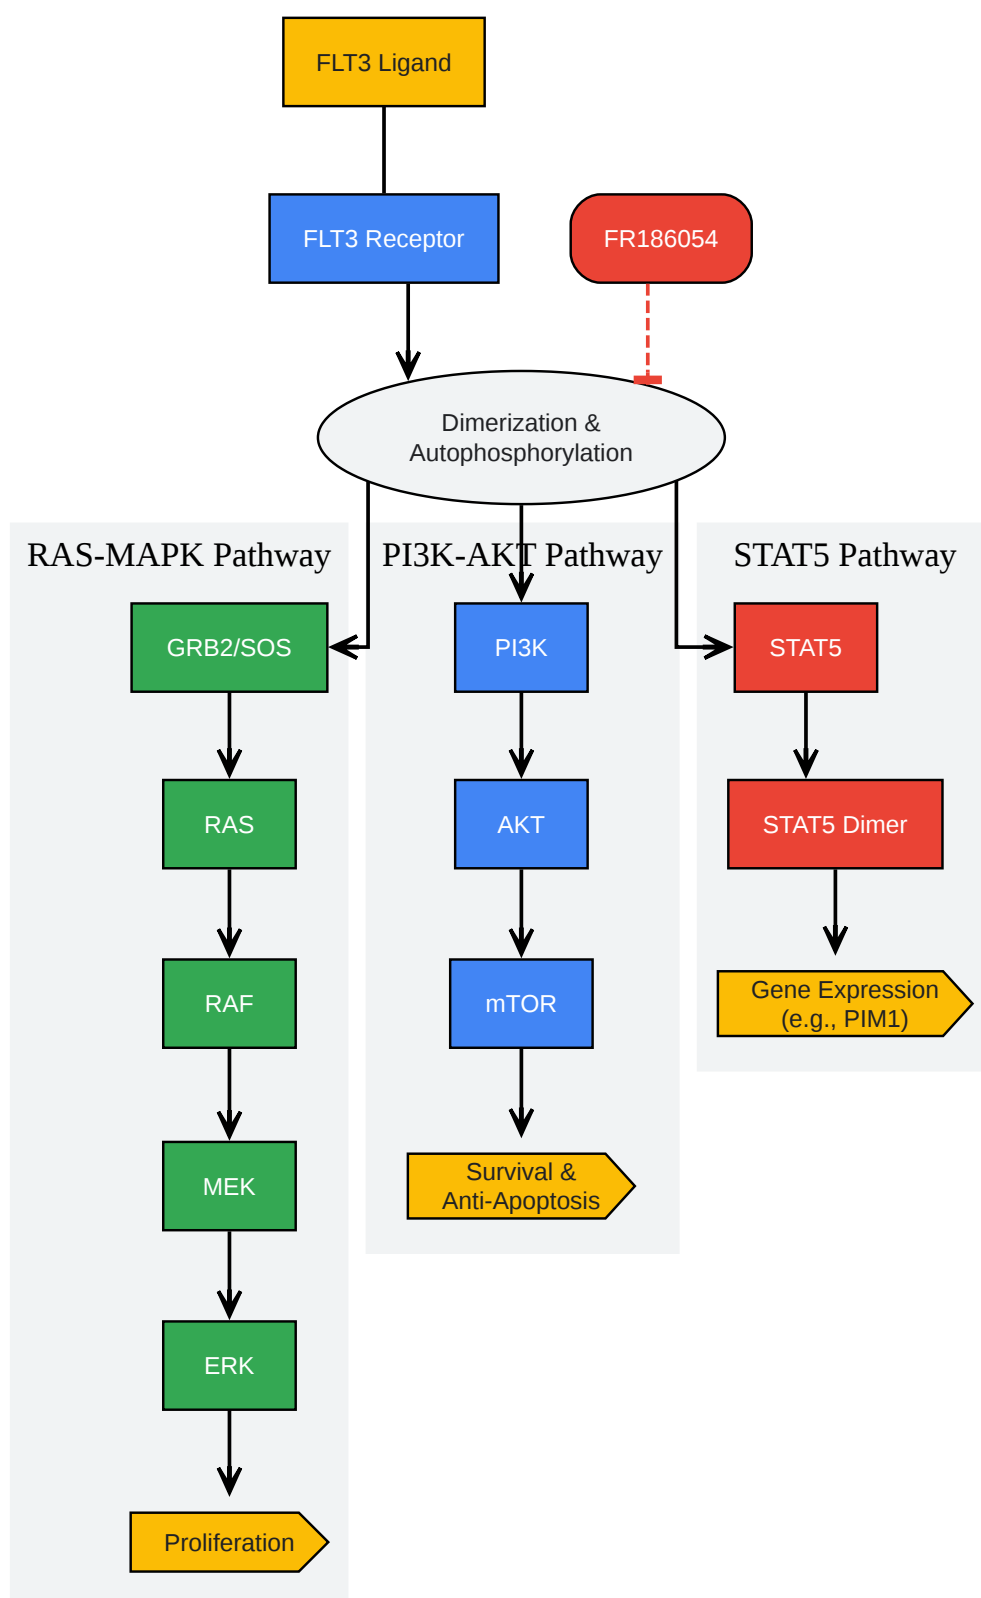 FLT3 Ligand
FLT3 Receptor
FR186054
Dimerization &
Autophosphorylation
RAS-MAPK Pathway
GRB2/SOS
RAS
RAF
MEK
ERK
Proliferation
PI3K-AKT Pathway
PI3K
AKT
mTOR
Survival &
Anti-Apoptosis
STAT5 Pathway
STAT5
STAT5 Dimer
Gene Expression
(e.g., PIM1)